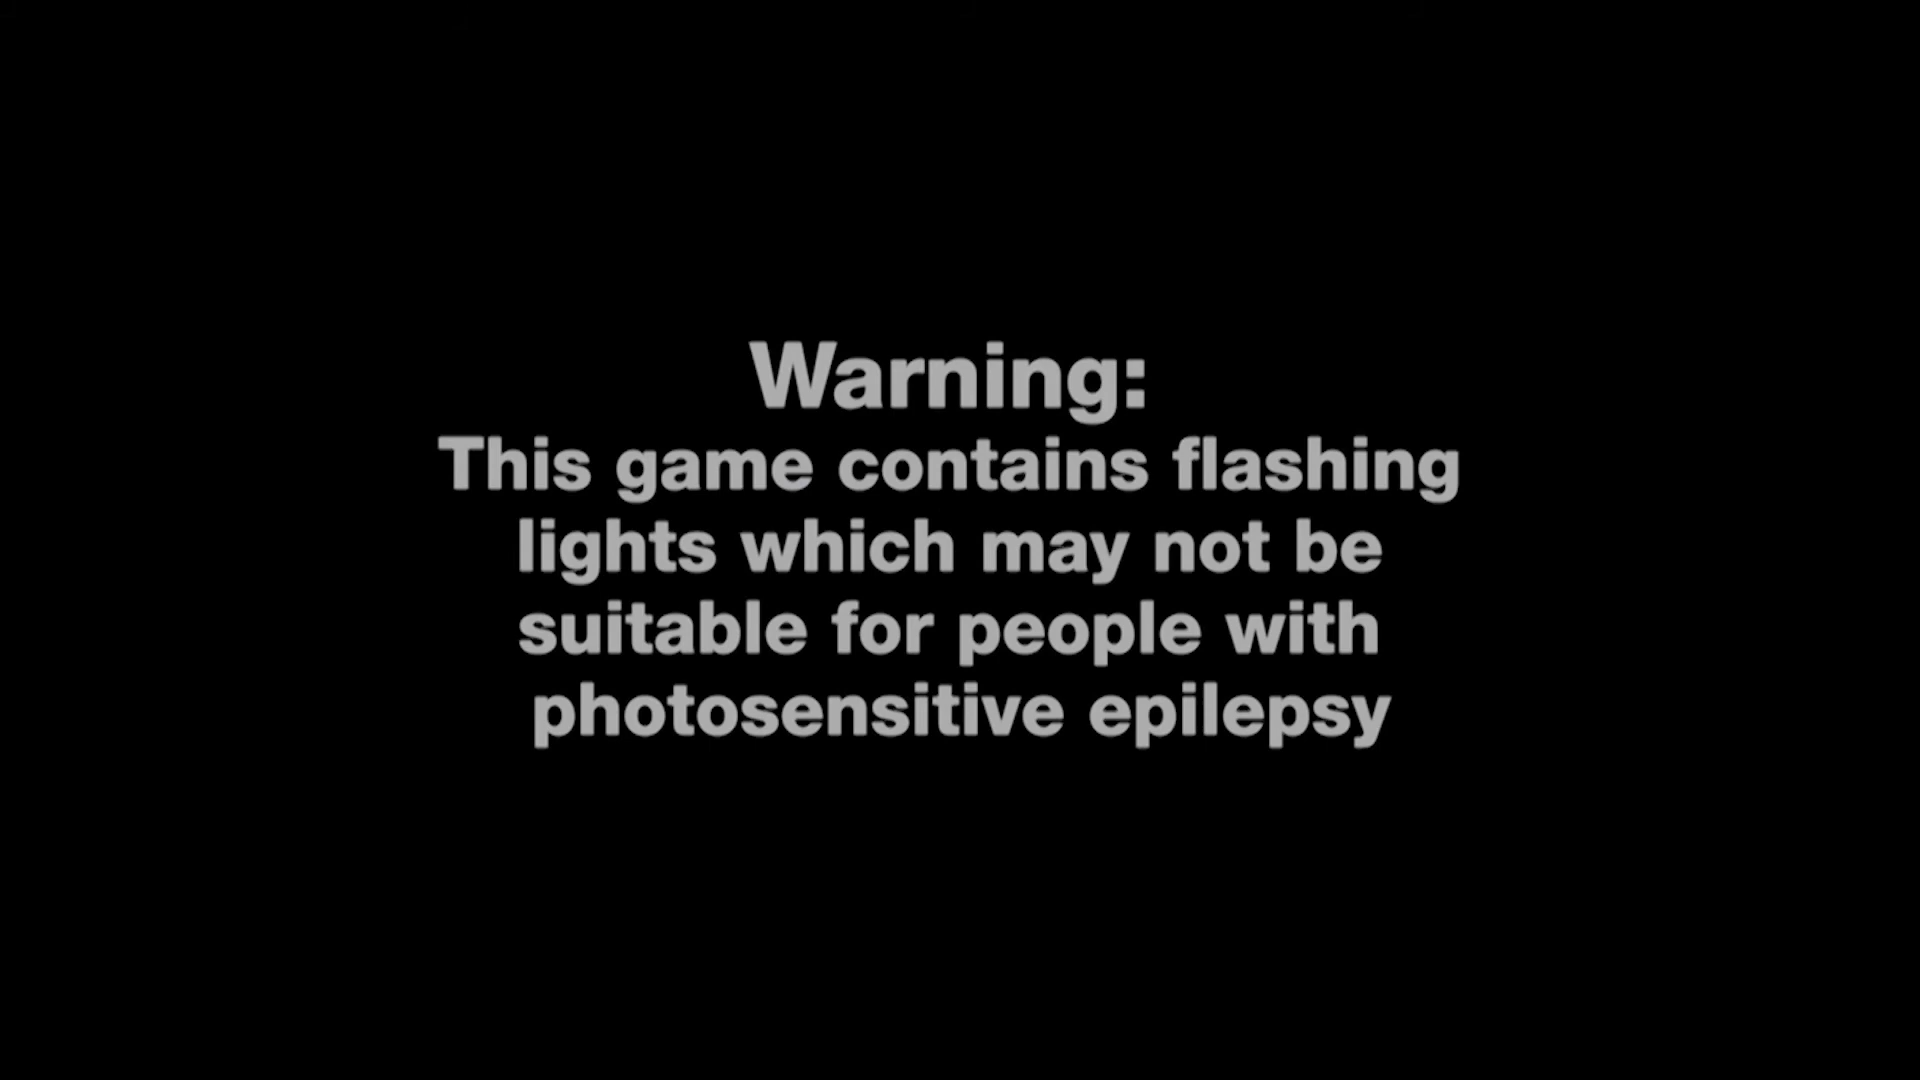 Warning:
This game contains flashing
lights which may not be
suitable for people with
photosensitive epilepsy